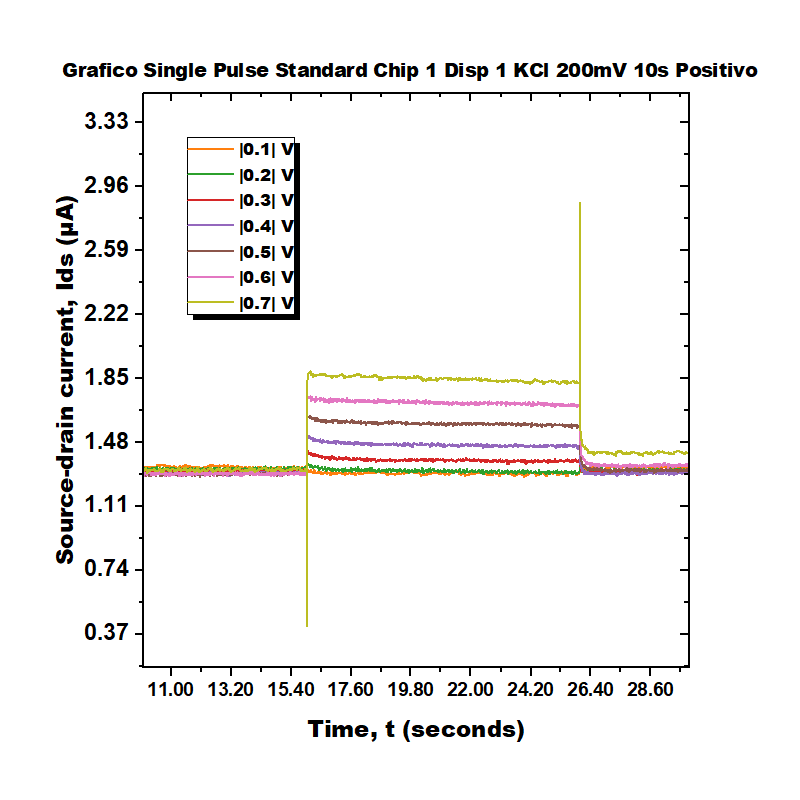 Grafico Single Pulse Standard Chip 1 Disp 1 KCl 200mV 10s Positivo
3.33
2.96
2.59
2.22
1.85
1.48
1.11
0.74
0.37
Source-drain current, Ids (µA)
|0.1| V
|0.2| V
|0.3| V
|0.4| V
|0.5| V
|0.6| V
|0.7| V
11.00 13.20 15.40 17.60 19.80 22.00 24.20 26.40 28.60
Time, t (seconds)